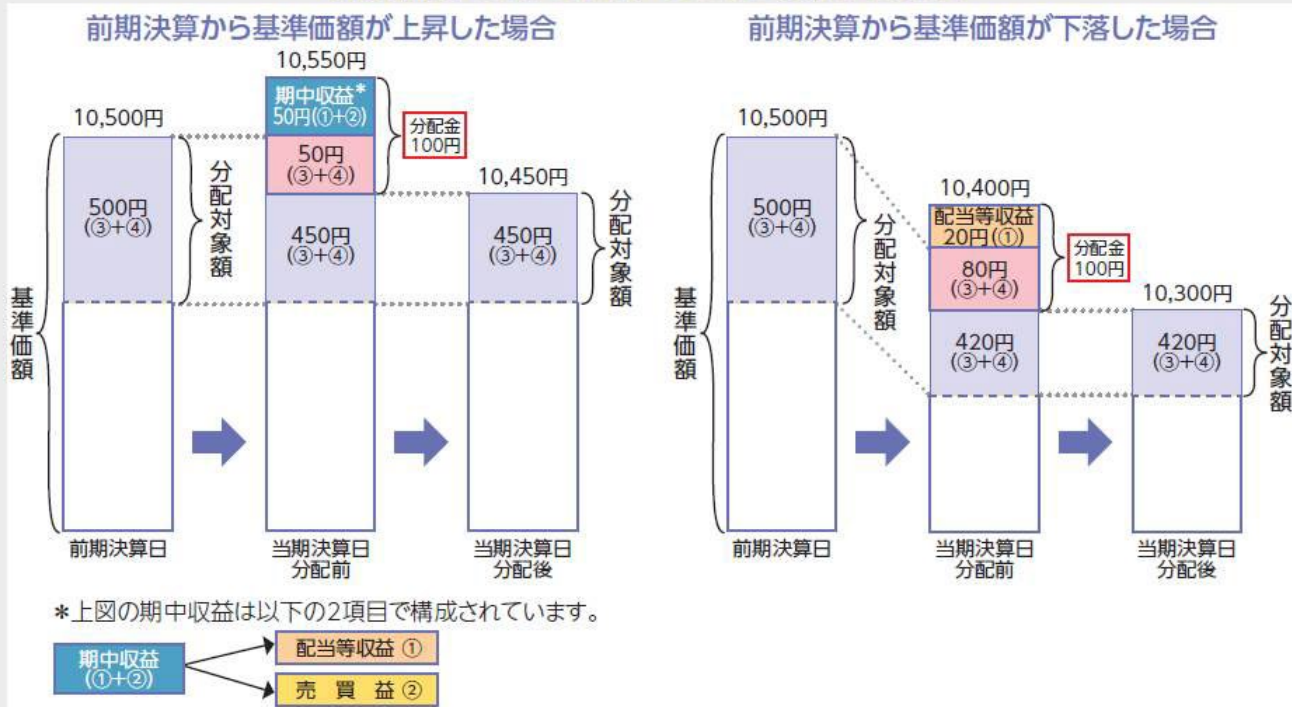 前期決算から基準価額が上昇した場合
10,500円
500円
(③+④)
分配対象額
基準価額
前期決算日
10,550円
期中収益*
50円(①+②)
50円
(③+④)
450円
(③+④)
分配金
100円
当期決算日
分配前
10,450円
450円
(③+④)
分配対象額
当期決算日
分配後
前期決算から基準価額が下落した場合
10,500円
500円
(③+④)
分配対象額
基準価額
前期決算日
10,400円
配当等収益
20円(①)
80円
(③+④)
420円
(③+④)
分配金
100円
当期決算日
分配前
10,300円
420円
(③+④)
分配対象額
当期決算日
分配後
*上図の期中収益は以下の2項目で構成されています。
期中収益
(①+②)
配当等収益 ①
売 買 益 ②